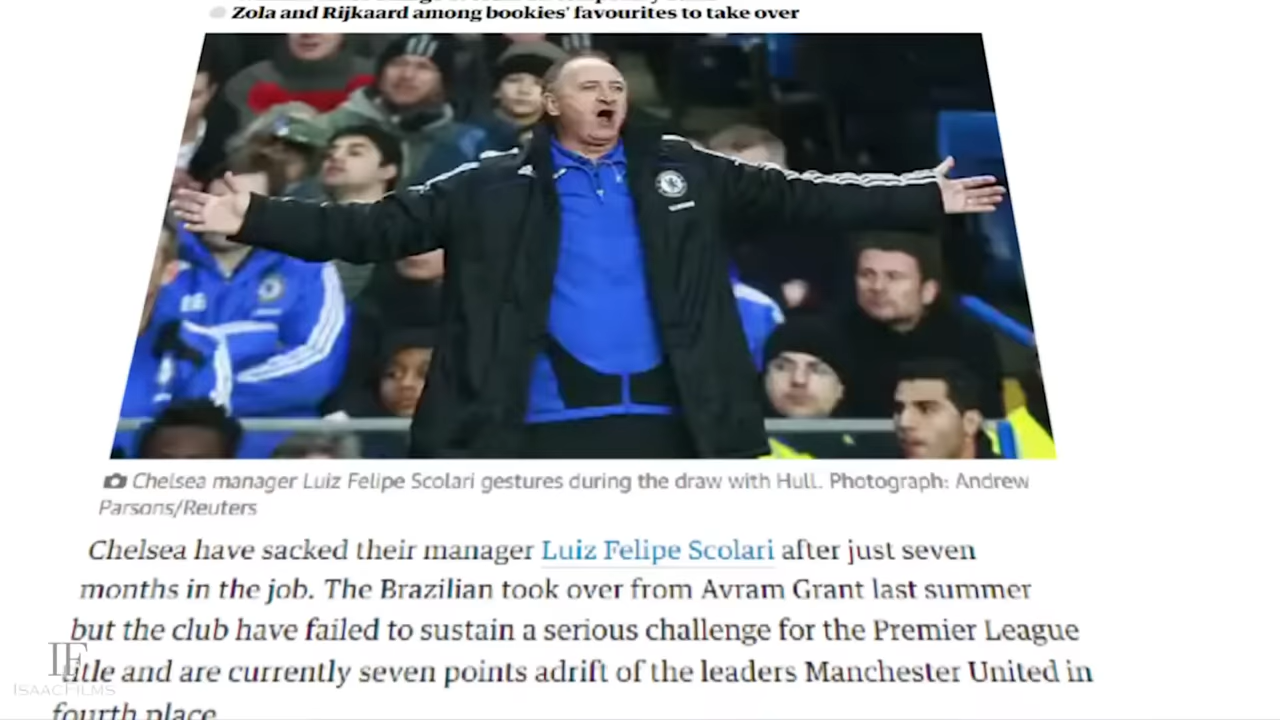 Zola and Rijkaard among bookies' favourites to take over
Chelsea manager Luiz Felipe Scolari gestures during the draw with Hull. Photograph: Andrew
Parsons/Reuters
Chelsea have sacked their manager Luiz Felipe Scolari after just seven
months in the job. The Brazilian took over from Avram Grant last summer
but the club have failed to sustain a serious challenge for the Premier League
title and are currently seven points adrift of the leaders Manchester United in
fourth place
IF
ISAACFILMS